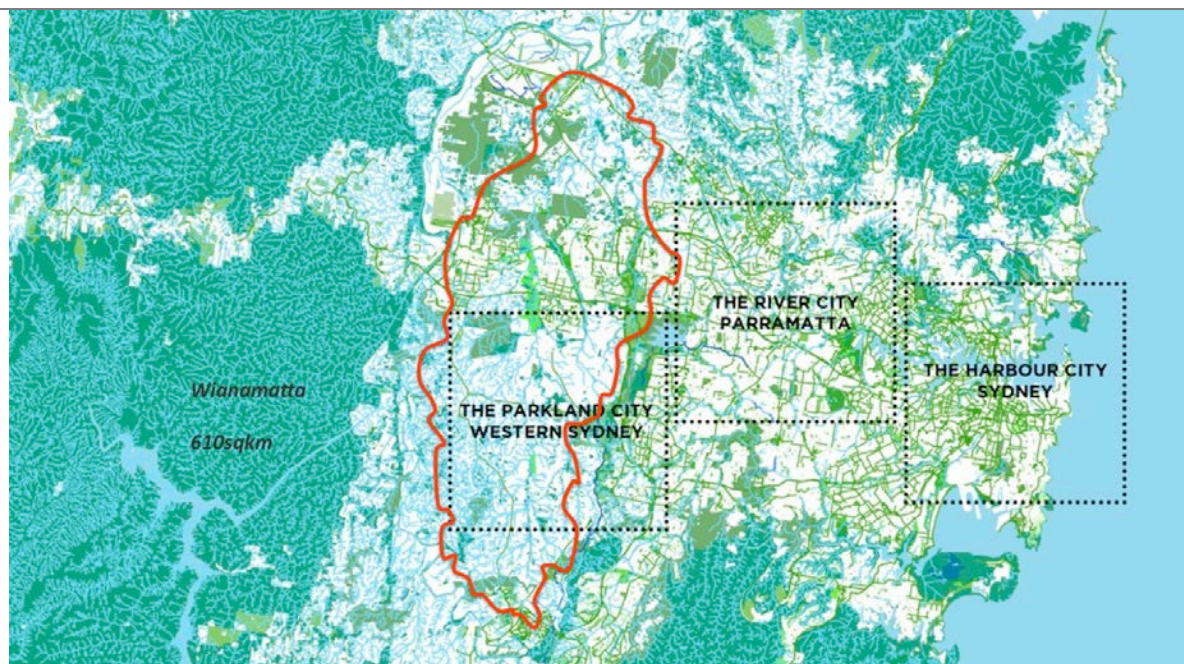 Wianamatta
610sqkm
THE PARKLAND CITY
WESTERN SYDNEY
THE RIVER CITY
PARRAMATTA
THE HARBOUR CITY
SYDNEY